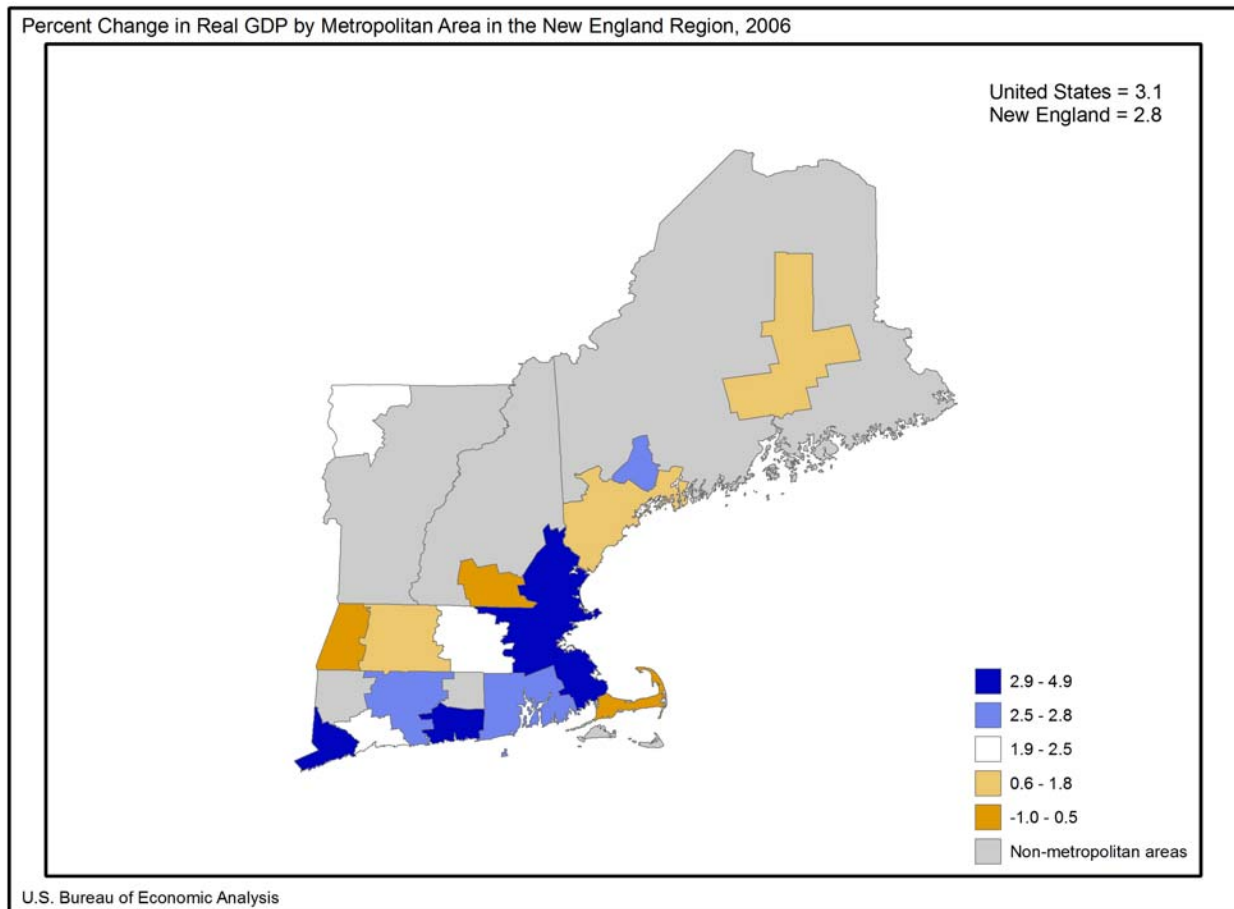 Percent Change in Real GDP by Metropolitan Area in the New England Region, 2006
United States = 3.1
New England = 2.8
2.9 - 4.9
2.5 - 2.8
1.9 - 2.5
0.6 - 1.8
-1.0 - 0.5
Non-metropolitan areas
U.S. Bureau of Economic Analysis